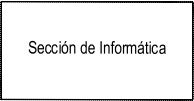 Sección de Informática